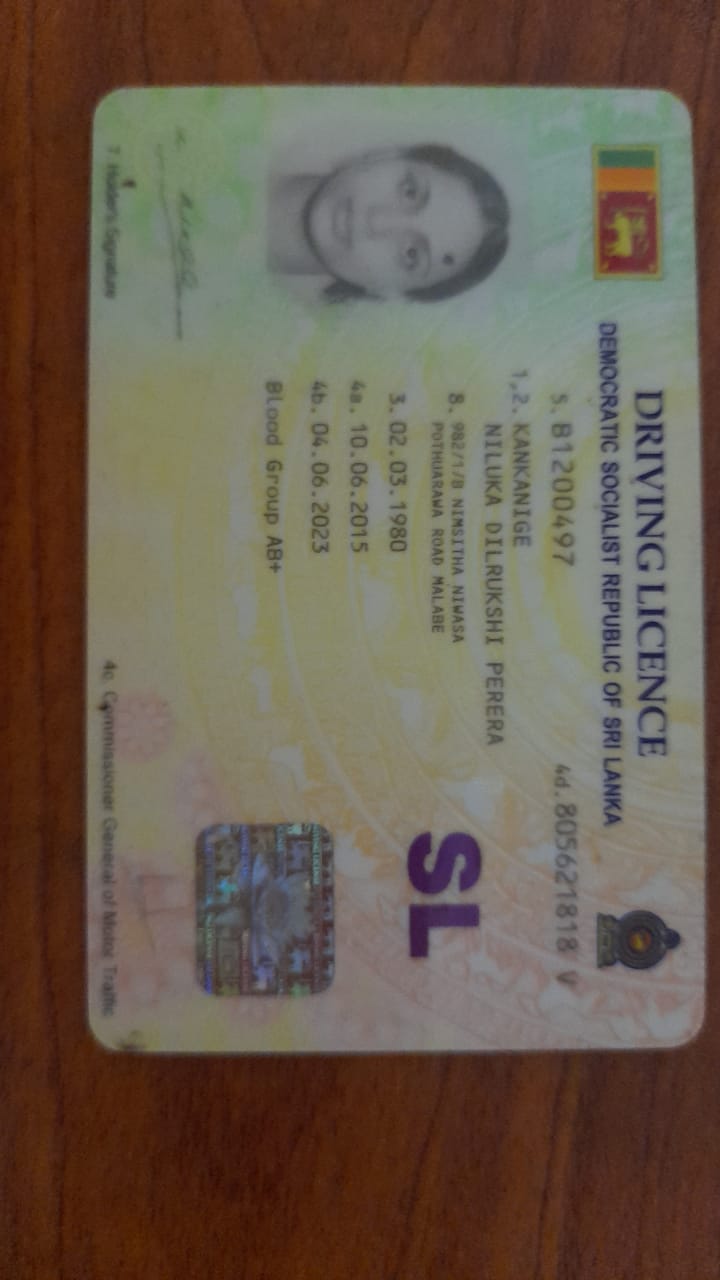 DRIVING LICENCE
DEMOCRATIC SOCIALIST REPUBLIC OF SRI LANKA
5. B1200497 4d. 805621818 V
1,2. KANKANIGE
NILUKA DILRUKSHI PERERA
8. 982/1/B NIMSITHA NIWASA
POTHUARAWA ROAD MALABE
3. 02.03.1980
4a. 10.06.2015
4b. 04.06.2023
Blood Group AB+
SL
7 Holder's Signature
4c. Commissioner General of Motor Traffic